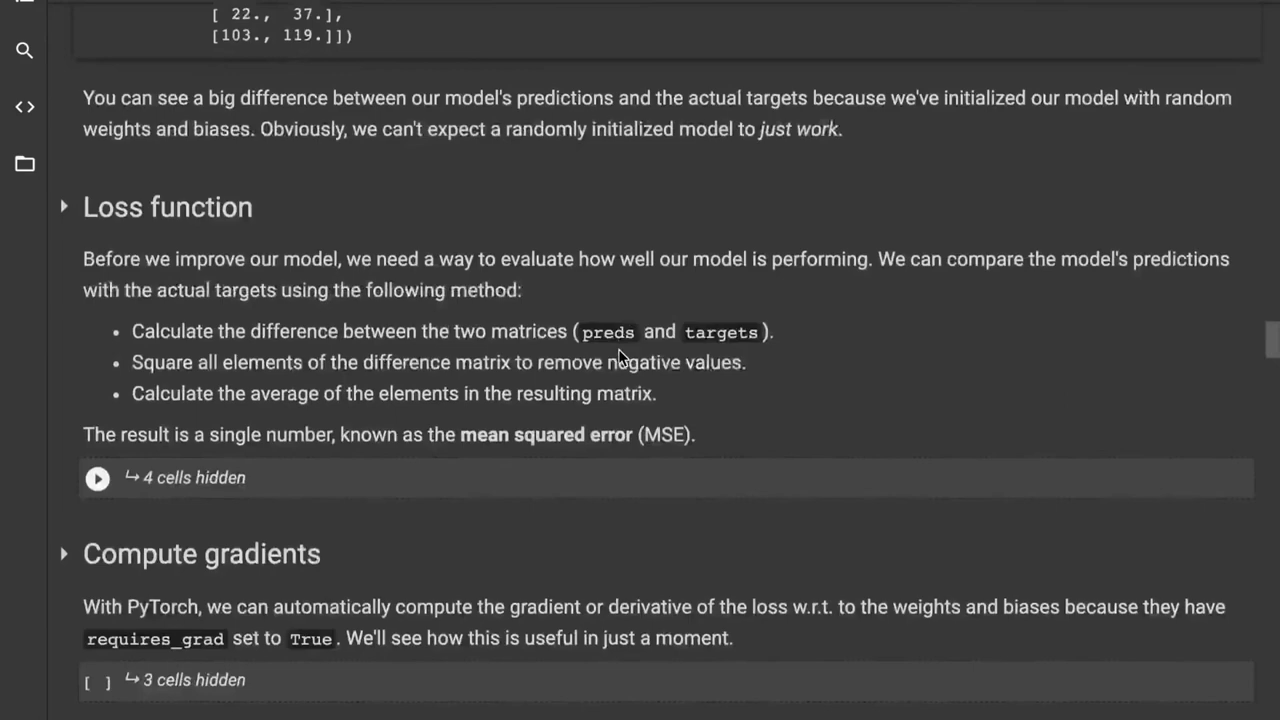 [ 22., 37.],
[103., 119.]])
You can see a big difference between our model's predictions and the actual targets because we've initialized our model with random
weights and biases. Obviously, we can't expect a randomly initialized model to just work.
Loss function
Before we improve our model, we need a way to evaluate how well our model is performing. We can compare the model's predictions
with the actual targets using the following method:
• Calculate the difference between the two matrices (preds and targets).
• Square all elements of the difference matrix to remove negative values.
• Calculate the average of the elements in the resulting matrix.
The result is a single number, known as the mean squared error (MSE).
↳ 4 cells hidden
Compute gradients
With PyTorch, we can automatically compute the gradient or derivative of the loss w.r.t. to the weights and biases because they have
requires_grad set to True. We'll see how this is useful in just a moment.
[ ] ↳ 3 cells hidden